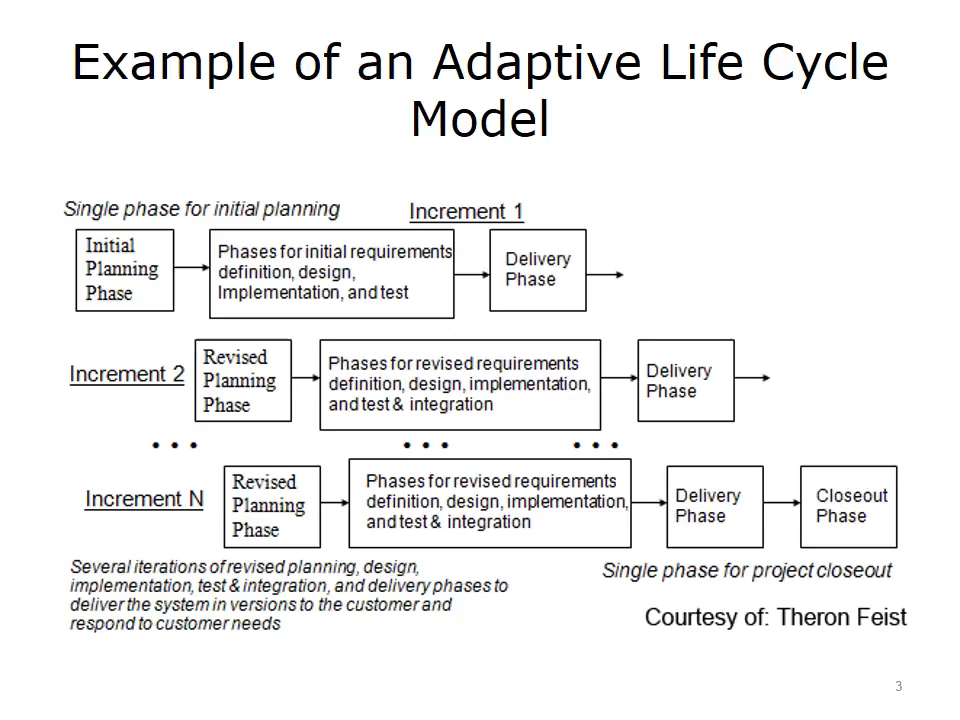 Example of an Adaptive Life Cycle
Model
Single phase for initial planning
Increment 1
Initial
Planning
Phase
Phases for initial requirements
definition, design,
Implementation, and test
Delivery
Phase
Increment 2
Revised
Planning
Phase
Phases for revised requirements
definition, design, implementation,
and test & integration
Delivery
Phase
• • •
• • •
• • •
Increment N
Revised
Planning
Phase
Phases for revised requirements
definition, design, implementation,
and test & integration
Delivery
Phase
Closeout
Phase
Several iterations of revised planning, design,
implementation, test & integration, and delivery phases to
deliver the system in versions to the customer and
respond to customer needs
Single phase for project closeout
Courtesy of: Theron Feist
3